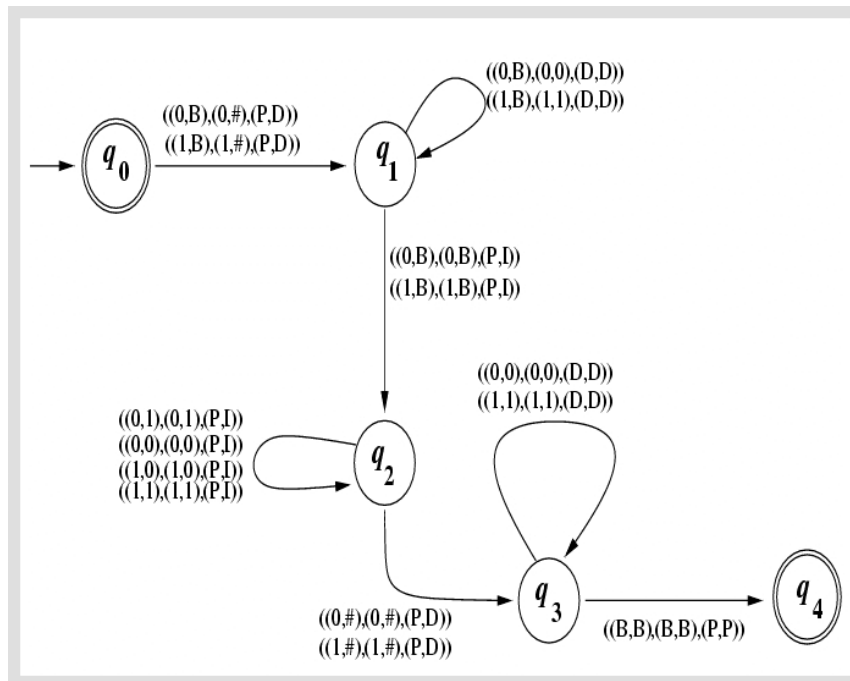 ((0,B),(0,#),(P,D))
((1,B),(1,#),(P,D))
q0
((0,B),(0,0),(D,D))
((1,B),(1,1),(D,D))
q1
((0,B),(0,B),(P,I))
((1,B),(1,B),(P,I))
((0,1),(0,1),(P,I))
((0,0),(0,0),(P,I))
((1,0),(1,0),(P,I))
((1,1),(1,1),(P,I))
q2
((0,0),(0,0),(D,D))
((1,1),(1,1),(D,D))
((0,#),(0,#),(P,D))
((1,#),(1,#),(P,D))
q3
((B,B),(B,B),(P,P))
q4